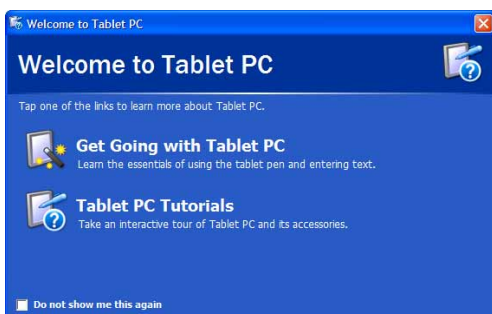 Welcome to Tablet PC
Welcome to Tablet PC
Tap one of the links to learn more about Tablet PC.
Get Going with Tablet PC
Learn the essentials of using the tablet pen and entering text.
Tablet PC Tutorials
Take an interactive tour of Tablet PC and its accessories.
Do not show me this again